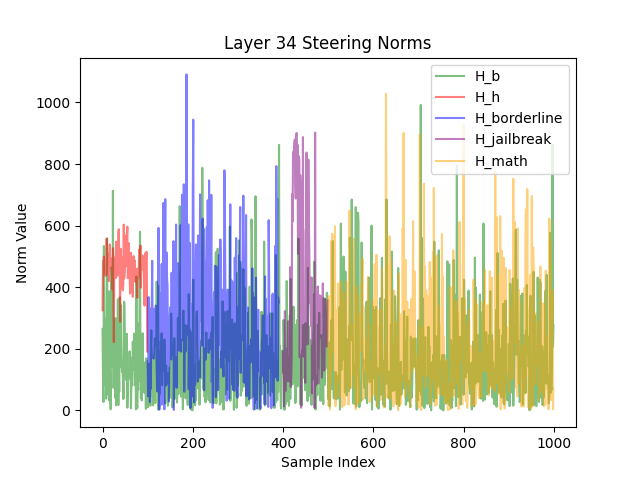 Layer 34 Steering Norms
H_b
H_h
H_borderline
H_jailbreak
H_math
Norm Value
1000
800
600
400
200
0
0 200 400 600 800 1000
Sample Index